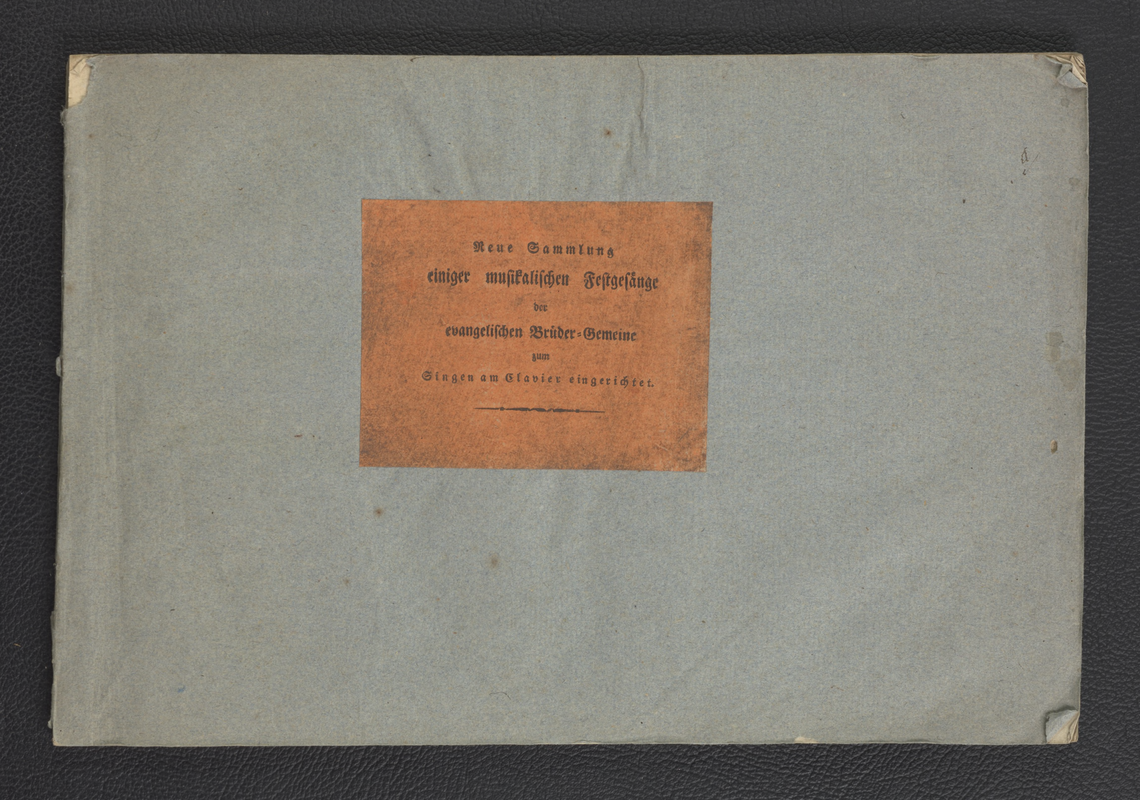 Neue Sammlung
einiger musikalischen Festgesänge
der
evangelischen Brüder-Gemeine
zum
Singen am Clavier eingerichtet.